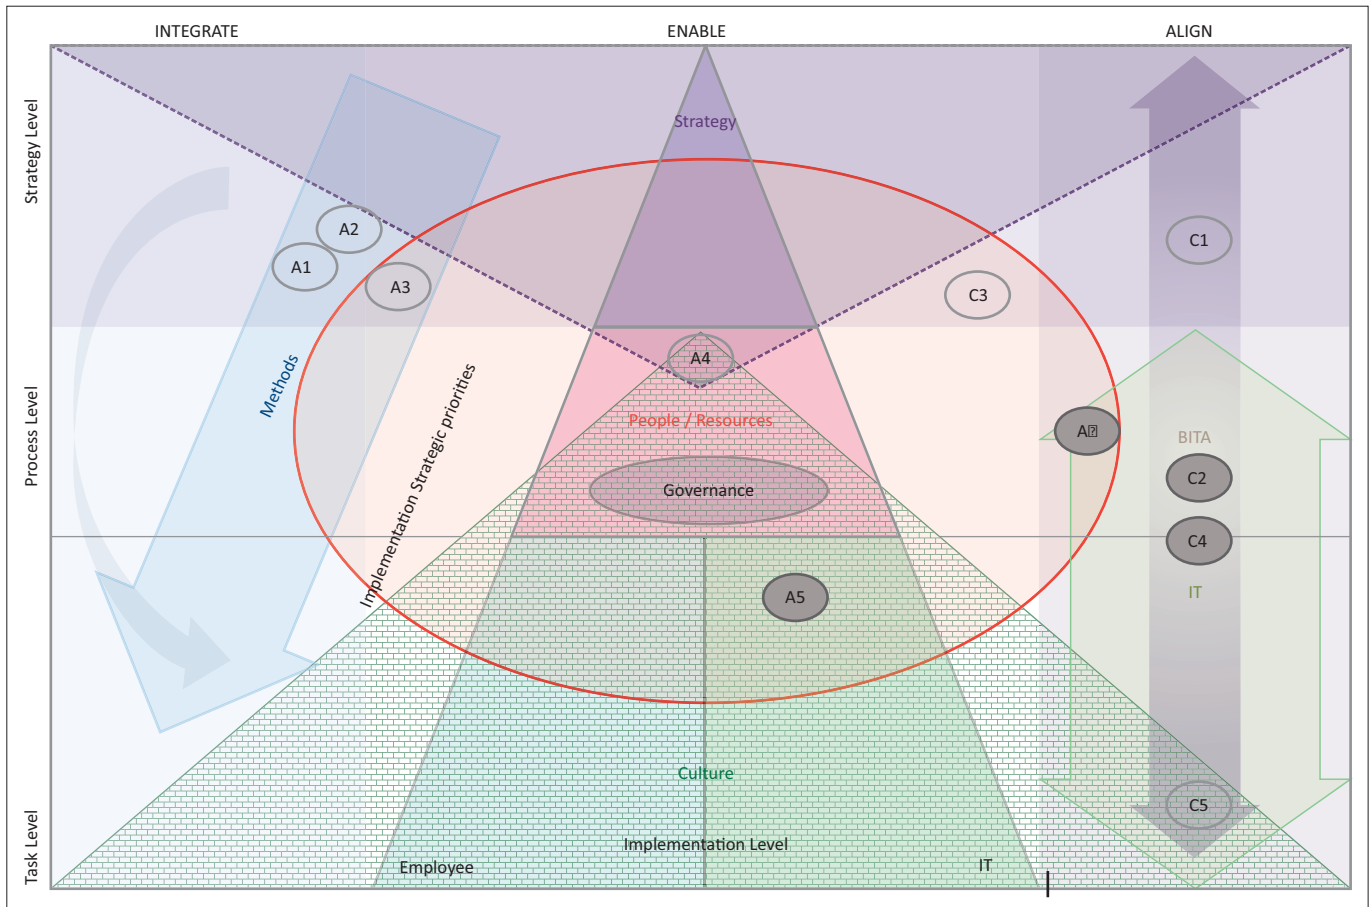 INTEGRATE
ENABLE
ALIGN
Strategy Level
Strategy
A2
C1
A1
A3
C3
A4
Methods
Process Level
Implementation Strategic priorities
People / Resources
A
BITA
C2
Governance
C4
A5
IT
Culture
C5
Implementation Level
Task Level
Employee
IT